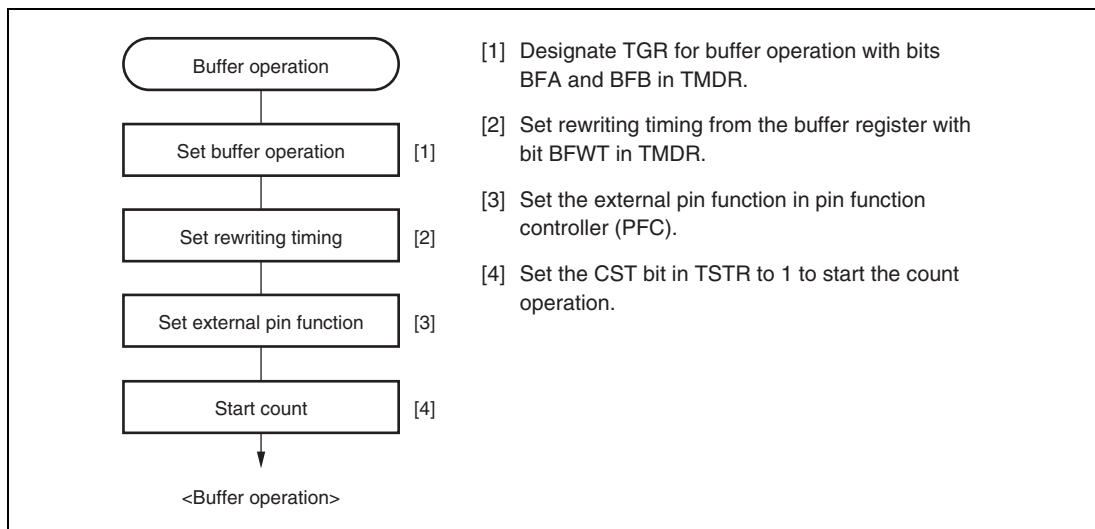 Buffer operation
Set buffer operation
[1]
Set rewriting timing
[2]
Set external pin function
[3]
Start count
[4]
<Buffer operation>
[1] Designate TGR for buffer operation with bits
BFA and BFB in TMDR.
[2] Set rewriting timing from the buffer register with
bit BFWT in TMDR.
[3] Set the external pin function in pin function
controller (PFC).
[4] Set the CST bit in TSTR to 1 to start the count
operation.